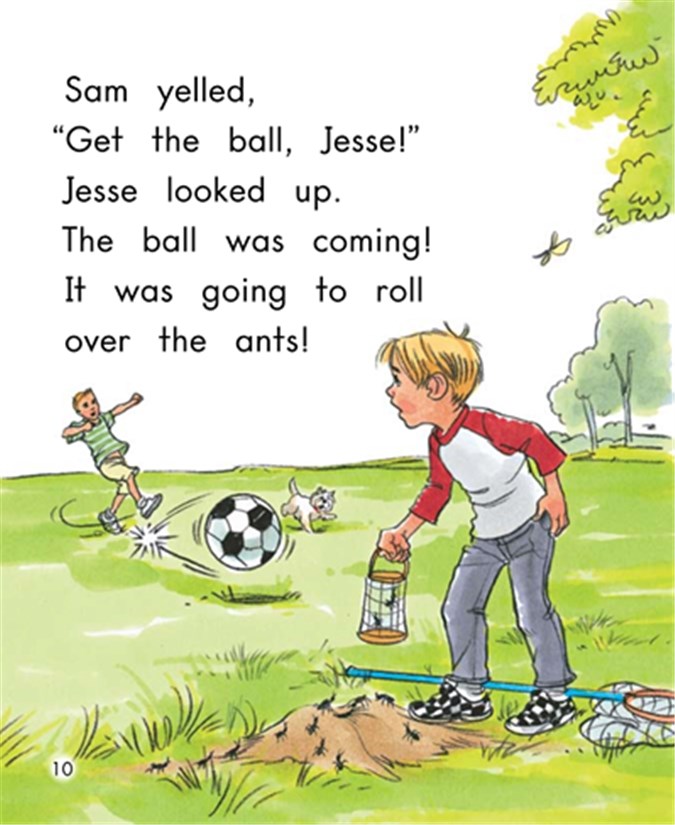 Sam yelled,
“Get the ball, Jesse!”
Jesse looked up.
The ball was coming!
It was going to roll
over the ants!
10